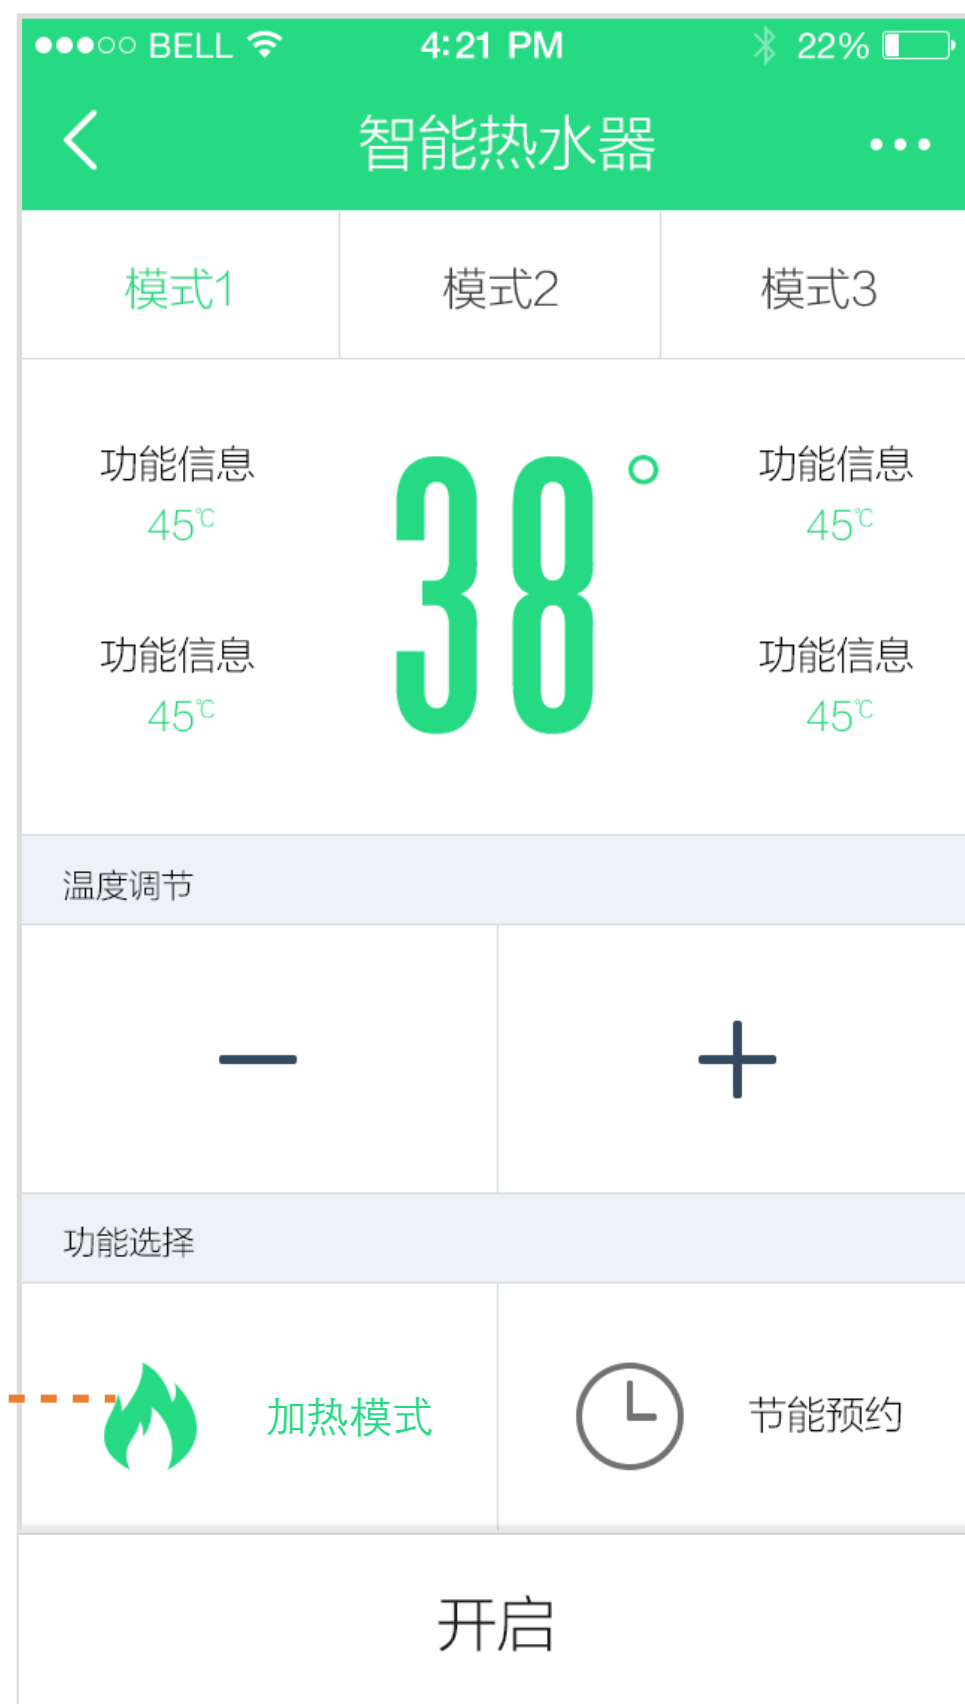 BELL 4:21 PM 22%
智能热水器
模式1 模式2 模式3
功能信息 38° 功能信息
45℃ 45℃
功能信息 功能信息
45℃ 45℃
温度调节
功能选择
加热模式 节能预约
开启